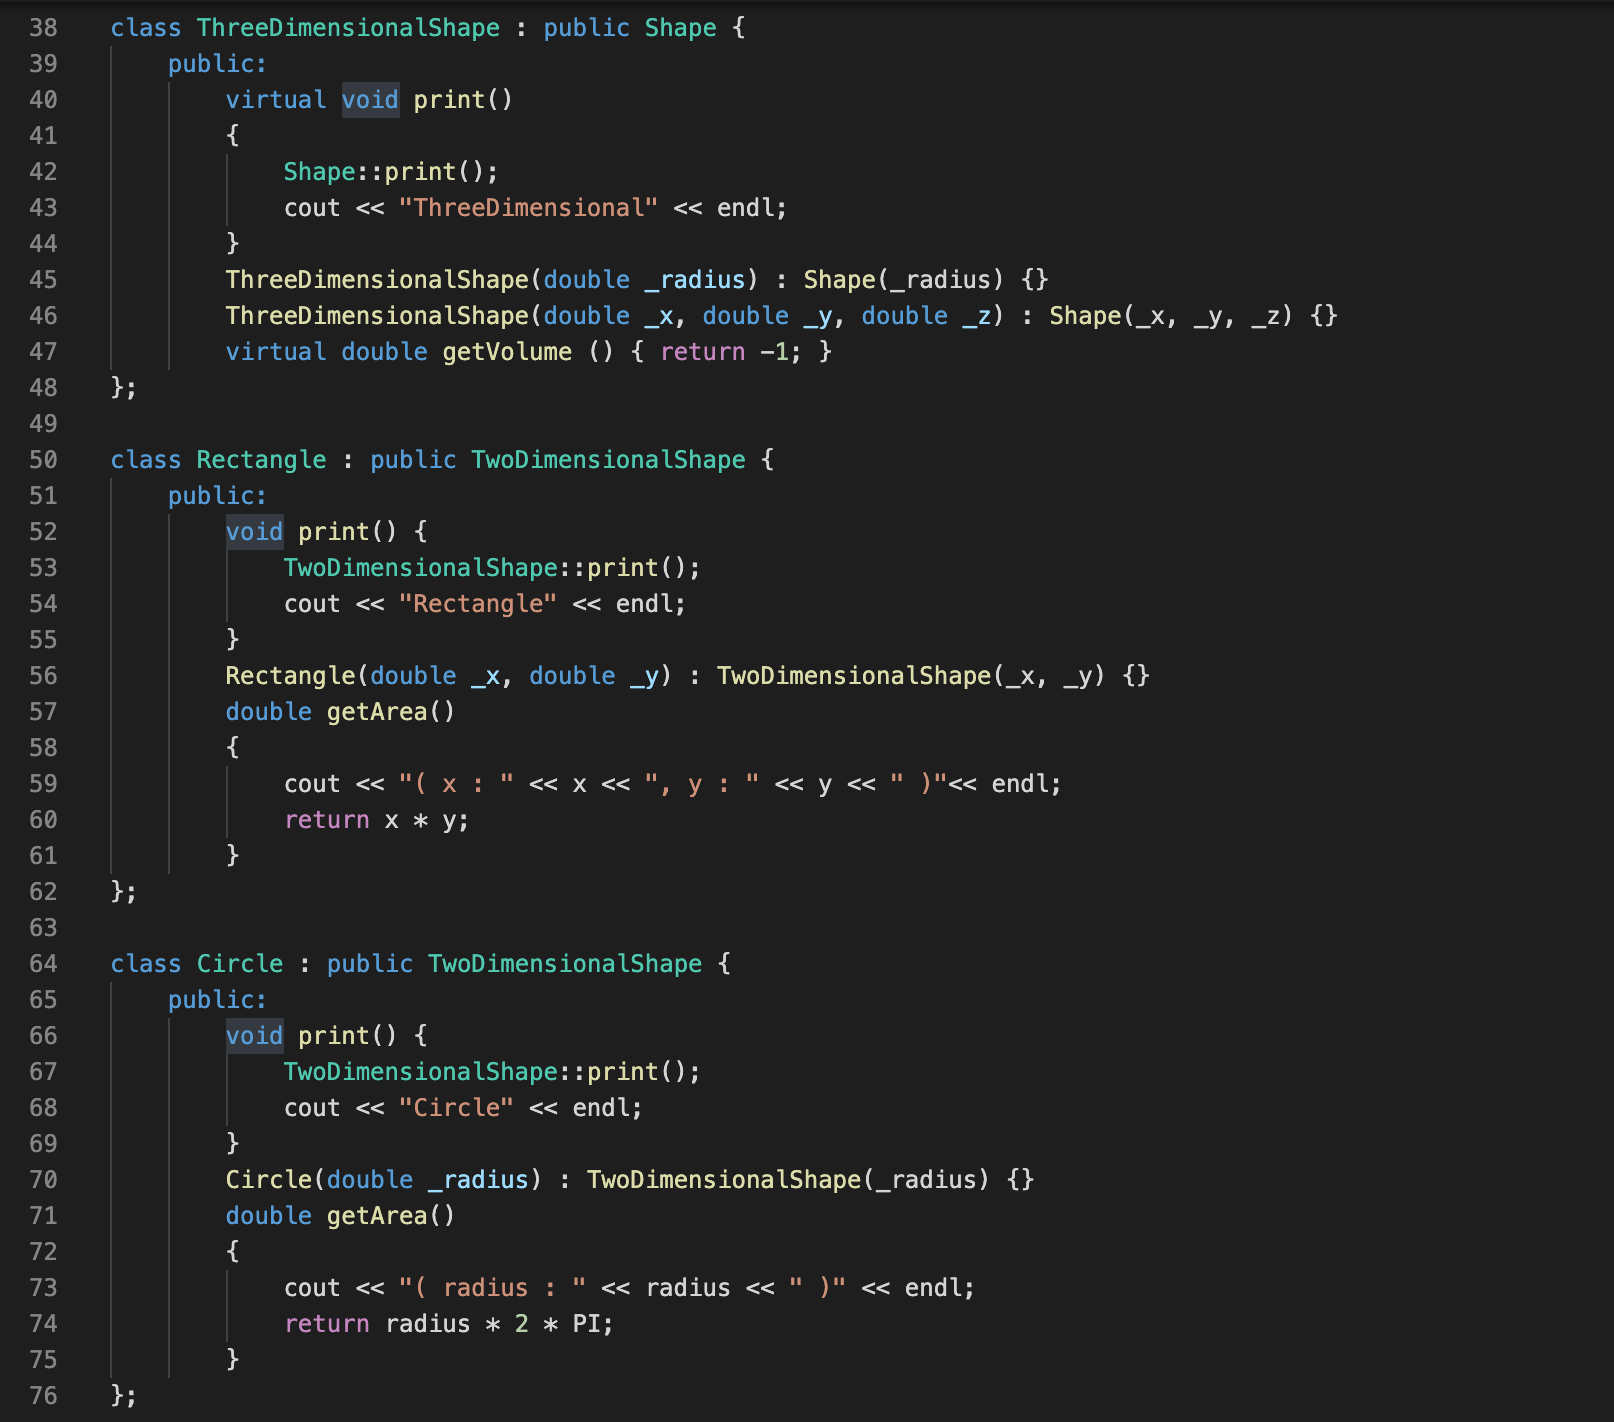 38 class ThreeDimensionalShape : public Shape {
39 public:
40 virtual void print()
41 {
42 Shape::print();
43 cout << "ThreeDimensional" << endl;
44 }
45 ThreeDimensionalShape(double _radius) : Shape(_radius) {}
46 ThreeDimensionalShape(double _x, double _y, double _z) : Shape(_x, _y, _z) {}
47 virtual double getVolume () { return -1; }
48 };
49
50 class Rectangle : public TwoDimensionalShape {
51 public:
52 void print() {
53 TwoDimensionalShape::print();
54 cout << "Rectangle" << endl;
55 }
56 Rectangle(double _x, double _y) : TwoDimensionalShape(_x, _y) {}
57 double getArea()
58 {
59 cout << "( x : " << x << ", y : " << y << " )"<< endl;
60 return x * y;
61 }
62 };
63
64 class Circle : public TwoDimensionalShape {
65 public:
66 void print() {
67 TwoDimensionalShape::print();
68 cout << "Circle" << endl;
69 }
70 Circle(double _radius) : TwoDimensionalShape(_radius) {}
71 double getArea()
72 {
73 cout << "( radius : " << radius << " )" << endl;
74 return radius * 2 * PI;
75 }
76 };